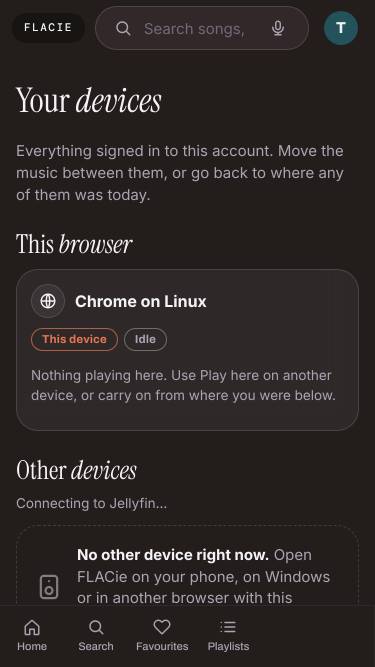 FLACIE
Search songs,
T
Your devices
Everything signed in to this account. Move the
music between them, or go back to where any
of them was today.
This browser
Chrome on Linux
This device
Idle
Nothing playing here. Use Play here on another
device, or carry on from where you were below.
Other devices
Connecting to Jellyfin...
No other device right now. Open
FLACie on your phone, on Windows
or in another browser with this
Home
Search
Favourites
Playlists